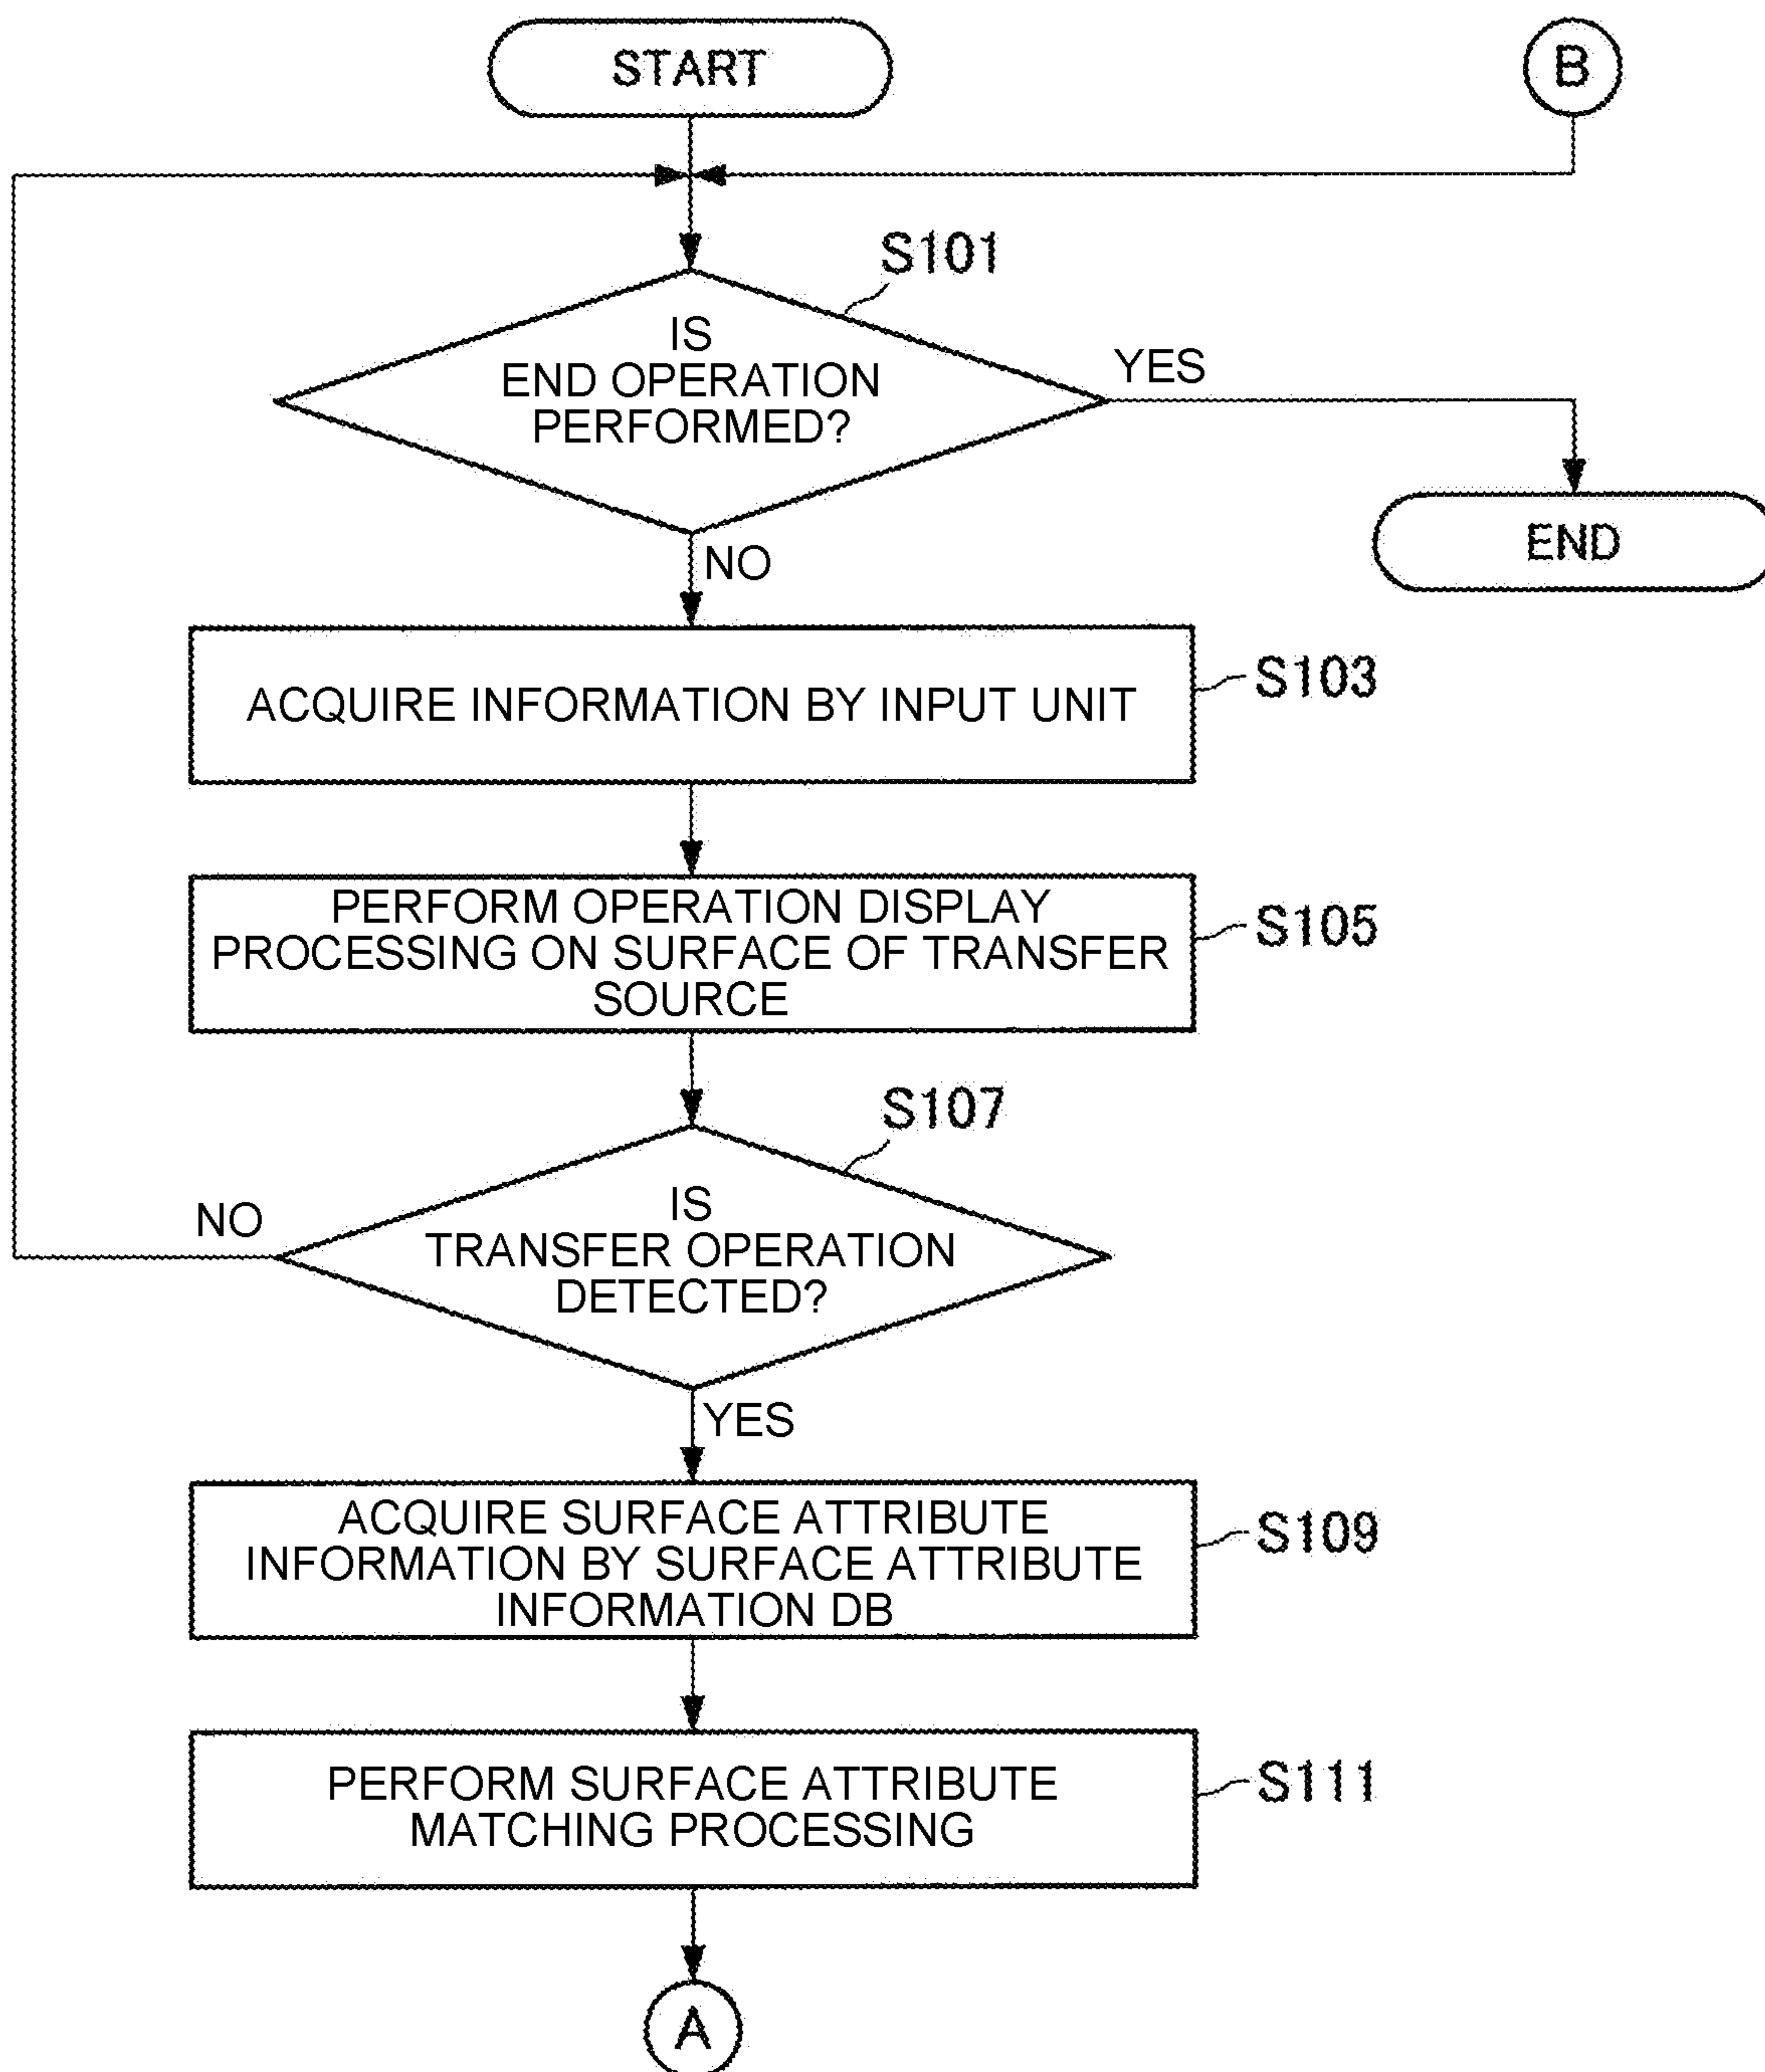 START
B
S101
IS
END OPERATION
PERFORMED?
YES
END
NO
ACQUIRE INFORMATION BY INPUT UNIT
S103
PERFORM OPERATION DISPLAY
PROCESSING ON SURFACE OF TRANSFER
SOURCE
S105
S107
NO
IS
TRANSFER OPERATION
DETECTED?
YES
ACQUIRE SURFACE ATTRIBUTE
INFORMATION BY SURFACE ATTRIBUTE
INFORMATION DB
S109
PERFORM SURFACE ATTRIBUTE
MATCHING PROCESSING
S111
A